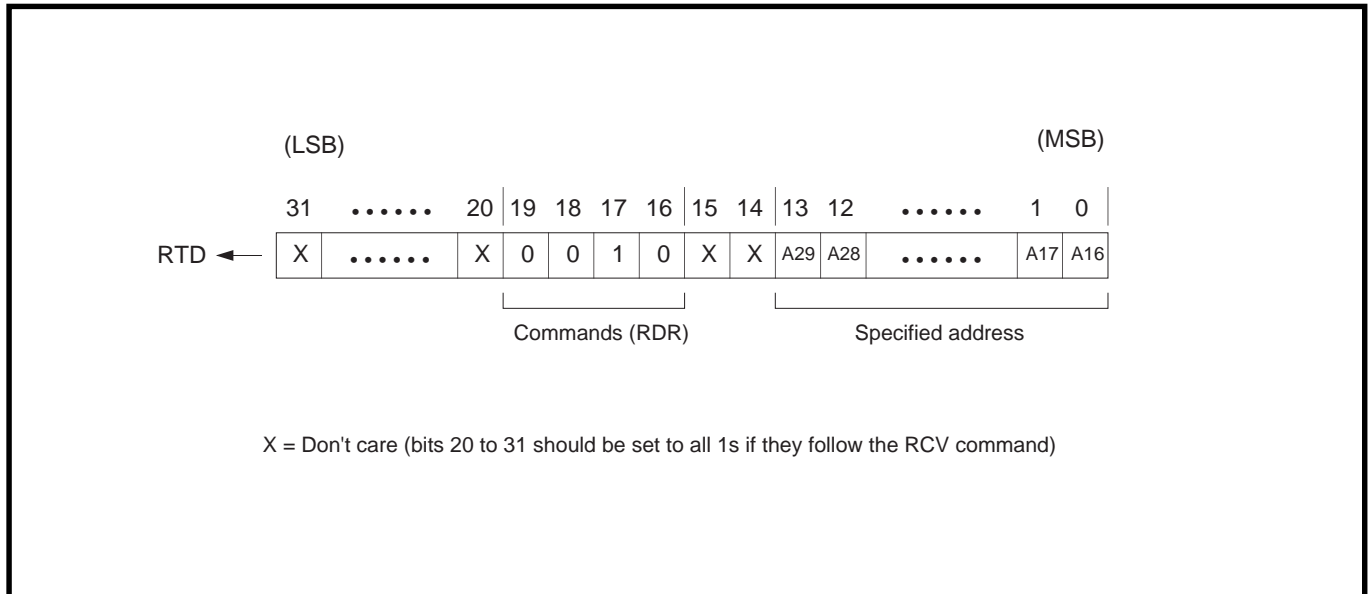 (LSB) (MSB)
31 •••••• 20 19 18 17 16 15 14 13 12 •••••• 1 0
RTD X •••••• X 0 0 1 0 X X A29 A28 •••••• A17 A16
Commands (RDR) Specified address
X = Don't care (bits 20 to 31 should be set to all 1s if they follow the RCV command)